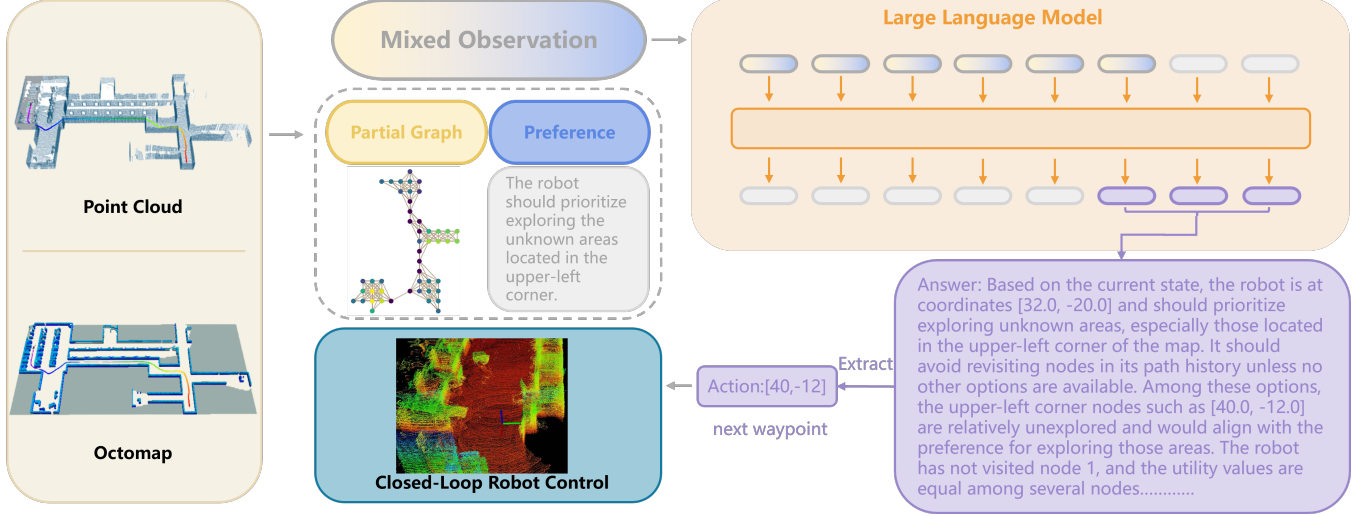 Point Cloud
Octomap
Mixed Observation
Partial Graph
Preference
The robot
should prioritize
exploring the
unknown areas
located in the
upper-left
corner.
Large Language Model
Answer: Based on the current state, the robot is at
coordinates [32.0, -20.0] and should prioritize
exploring unknown areas, especially those located
in the upper-left corner of the map. It should
avoid revisiting nodes in its path history unless no
other options are available. Among these options,
the upper-left corner nodes such as [40.0, -12.0]
are relatively unexplored and would align with the
preference for exploring those areas. The robot
has not visited node 1, and the utility values are
equal among several nodes............
Extract
Action:[40,-12]
next waypoint
Closed-Loop Robot Control